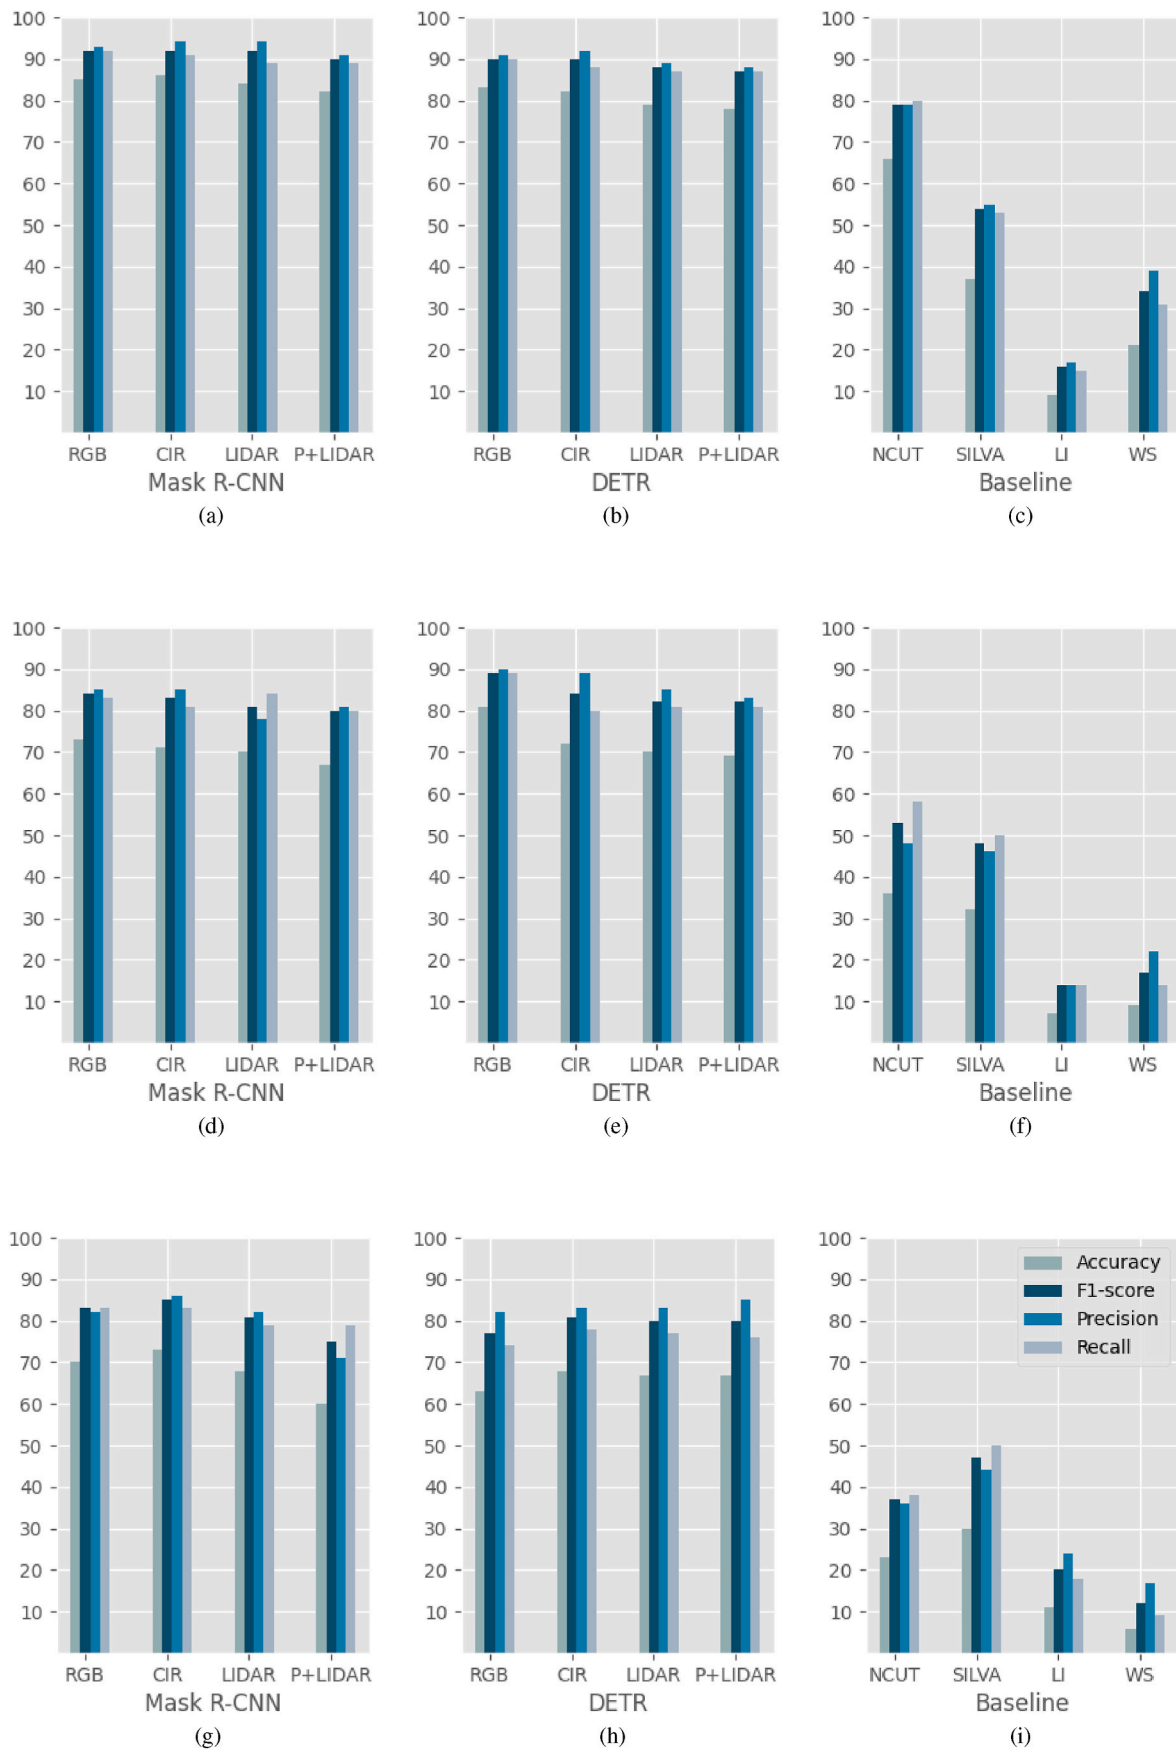 100
90
80
70
60
50
40
30
20
10
RGB CIR LIDAR P+LIDAR
Mask R-CNN
(a)
100
90
80
70
60
50
40
30
20
10
RGB CIR LIDAR P+LIDAR
DETR
(b)
100
90
80
70
60
50
40
30
20
10
NCUT SILVA LI WS
Baseline
(c)
100
90
80
70
60
50
40
30
20
10
RGB CIR LIDAR P+LIDAR
Mask R-CNN
(d)
100
90
80
70
60
50
40
30
20
10
RGB CIR LIDAR P+LIDAR
DETR
(e)
100
90
80
70
60
50
40
30
20
10
NCUT SILVA LI WS
Baseline
(f)
100
90
80
70
60
50
40
30
20
10
RGB CIR LIDAR P+LIDAR
Mask R-CNN
(g)
100
90
80
70
60
50
40
30
20
10
RGB CIR LIDAR P+LIDAR
DETR
(h)
100
90
80
70
60
50
40
30
20
10
Accuracy
F1-score
Precision
Recall
NCUT SILVA LI WS
Baseline
(i)